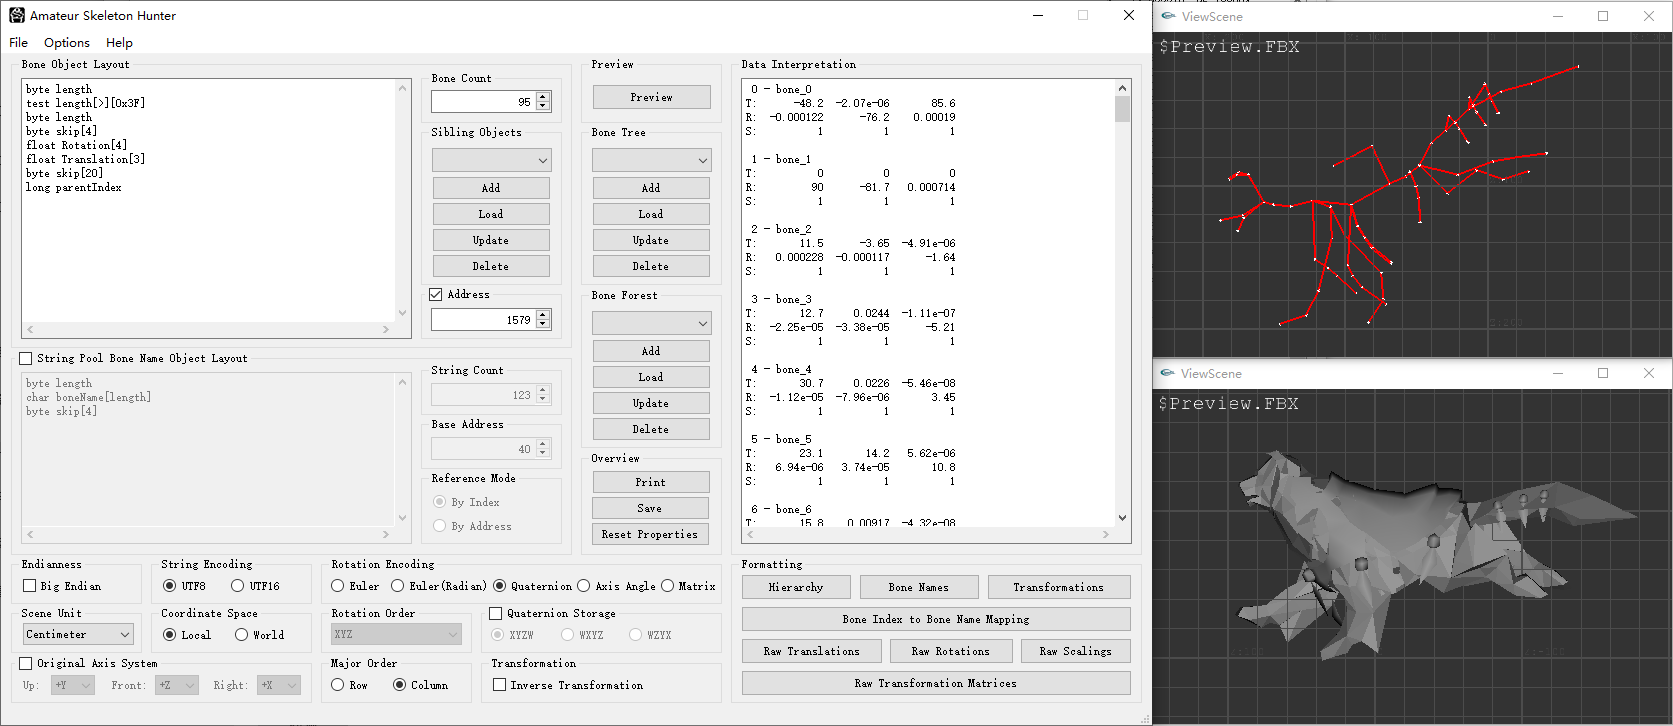 Amateur Skeleton Hunter
File Options Help
Bone Object Layout
byte length
test length[>][0x3F]
byte length
byte skip[4]
float Rotation[4]
float Translation[3]
byte skip[20]
long parentIndex
Bone Count
95
Sibling Objects
Add
Load
Update
Delete
Address
1579
String Pool Bone Name Object Layout
byte length
char boneName[length]
byte skip[4]
String Count
123
Base Address
40
Reference Mode
By Index
By Address
Preview
Preview
Bone Tree
Add
Load
Update
Delete
Bone Forest
Add
Load
Update
Delete
Overview
Print
Save
Reset Properties
Data Interpretation
0 - bone_0
T: -48.2 -2.07e-06 85.6
R: -0.000122 -76.2 0.00019
S: 1 1 1
1 - bone_1
T: 0 0 0
R: 90 -81.7 0.000714
S: 1 1 1
2 - bone_2
T: 11.5 -3.65 -4.91e-06
R: 0.000228 -0.000117 -1.64
S: 1 1 1
3 - bone_3
T: 12.7 0.0244 -1.11e-07
R: -2.25e-05 -3.38e-05 -5.21
S: 1 1 1
4 - bone_4
T: 30.7 0.0226 -5.46e-08
R: -1.12e-05 -7.96e-06 3.45
S: 1 1 1
5 - bone_5
T: 23.1 14.2 5.62e-06
R: 6.94e-06 3.74e-05 10.8
S: 1 1 1
6 - bone_6
T: 15.8 0.00917 -4.32e-08
Endianness
Big Endian
String Encoding
UTF8 UTF16
Rotation Encoding
Euler Euler(Radian) Quaternion Axis Angle Matrix
Scene Unit
Centimeter
Coordinate Space
Local World
Rotation Order
XYZ
Quaternion Storage
XYZW WXYZ WZYX
Original Axis System
Up: +Y Front: +Z Right: +X
Major Order
Row Column
Transformation
Inverse Transformation
Formatting
Hierarchy Bone Names Transformations
Bone Index to Bone Name Mapping
Raw Translations Raw Rotations Raw Scalings
Raw Transformation Matrices
ViewScene
$Preview.FBX
ViewScene
$Preview.FBX